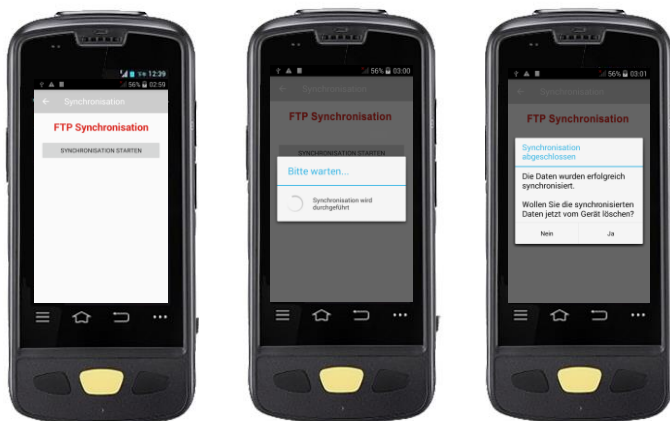 12:39
56% 02:59
Synchronisation
FTP Synchronisation
SYNCHRONISATION STARTEN
56% 03:00
Synchronisation
FTP Synchronisation
SYNCHRONISATION STARTEN
Bitte warten...
Synchronisation wird
durchgeführt
56% 03:01
Synchronisation
FTP Synchronisation
Synchronisation
abgeschlossen
Die Daten wurden erfolgreich
synchronisiert.
Wollen Sie die synchronisierten
Daten jetzt vom Gerät löschen?
Nein Ja